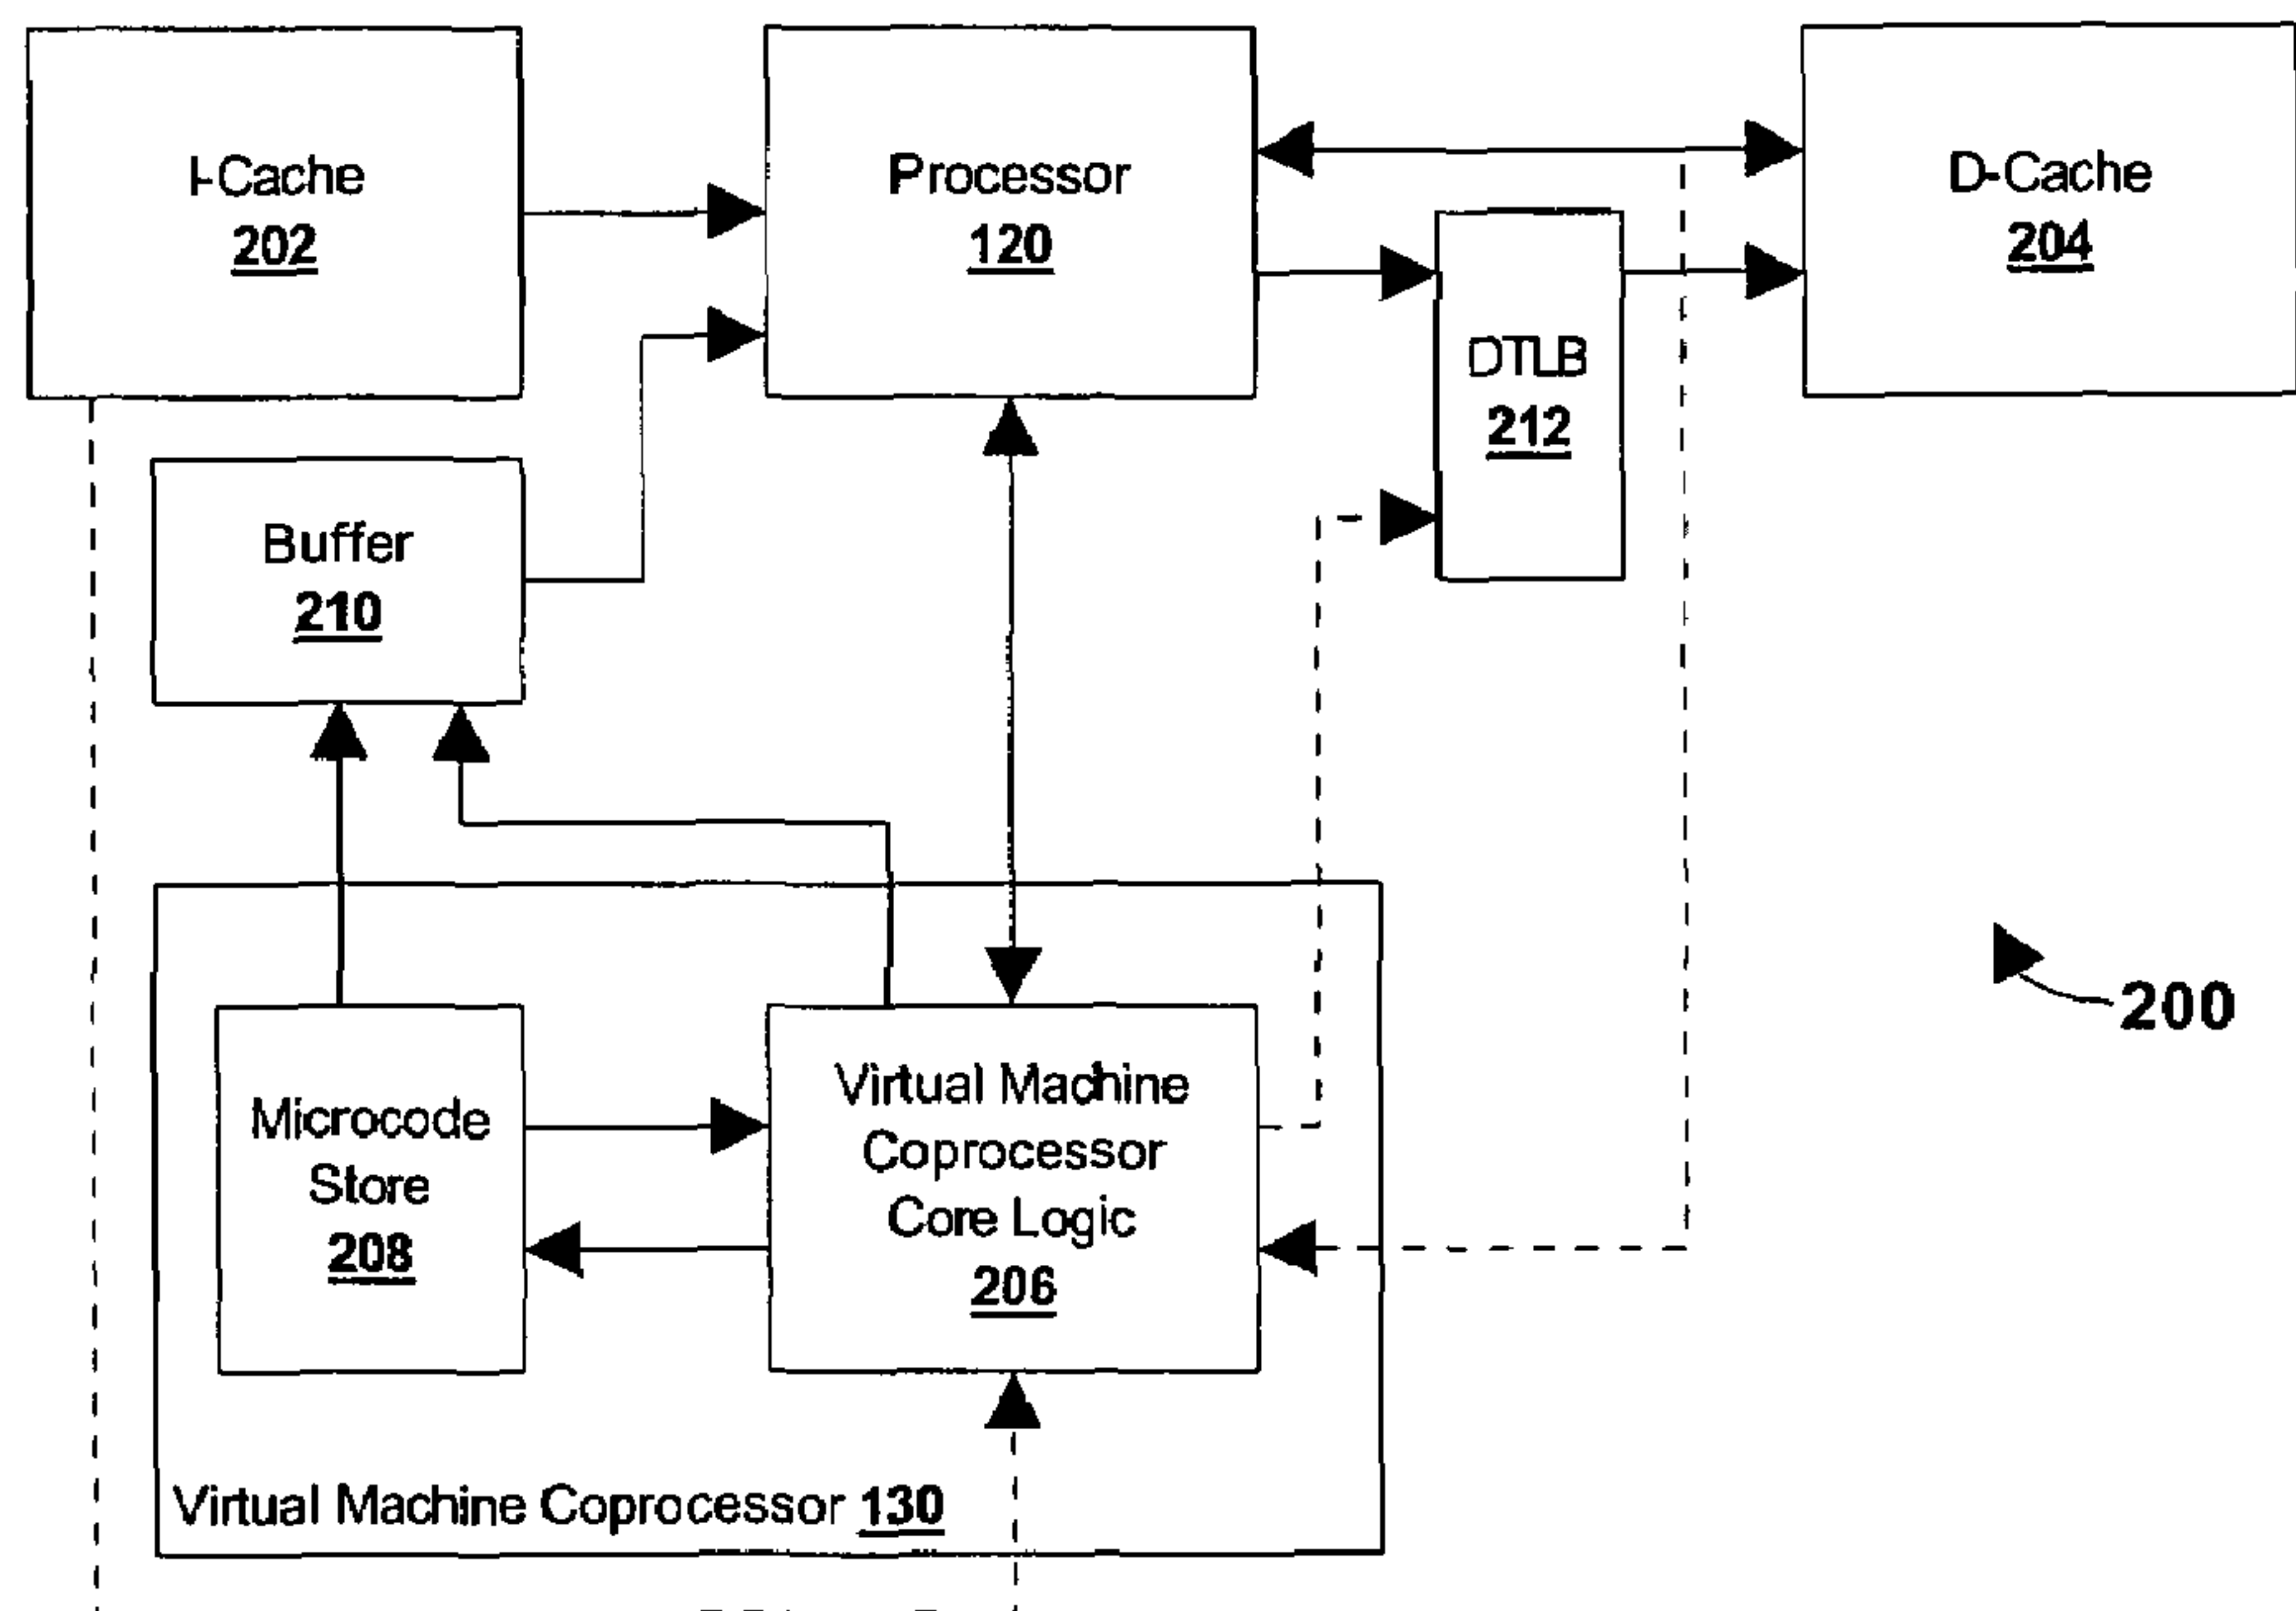 I-Cache
202
Processor
120
D-Cache
204
DTLB
212
Buffer
210
200
Microcode
Store
208
Virtual Machine
Coprocessor
Core Logic
206
Virtual Machine Coprocessor 130